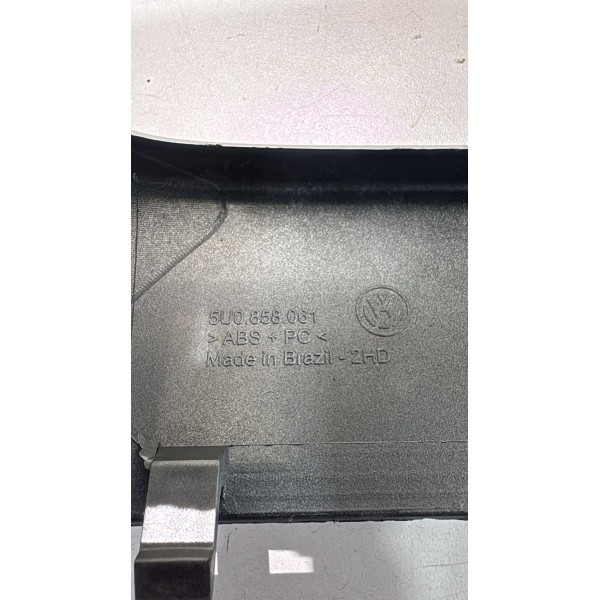 5U0.858.061
> ABS + PC <
Made in Brazil - 2HD